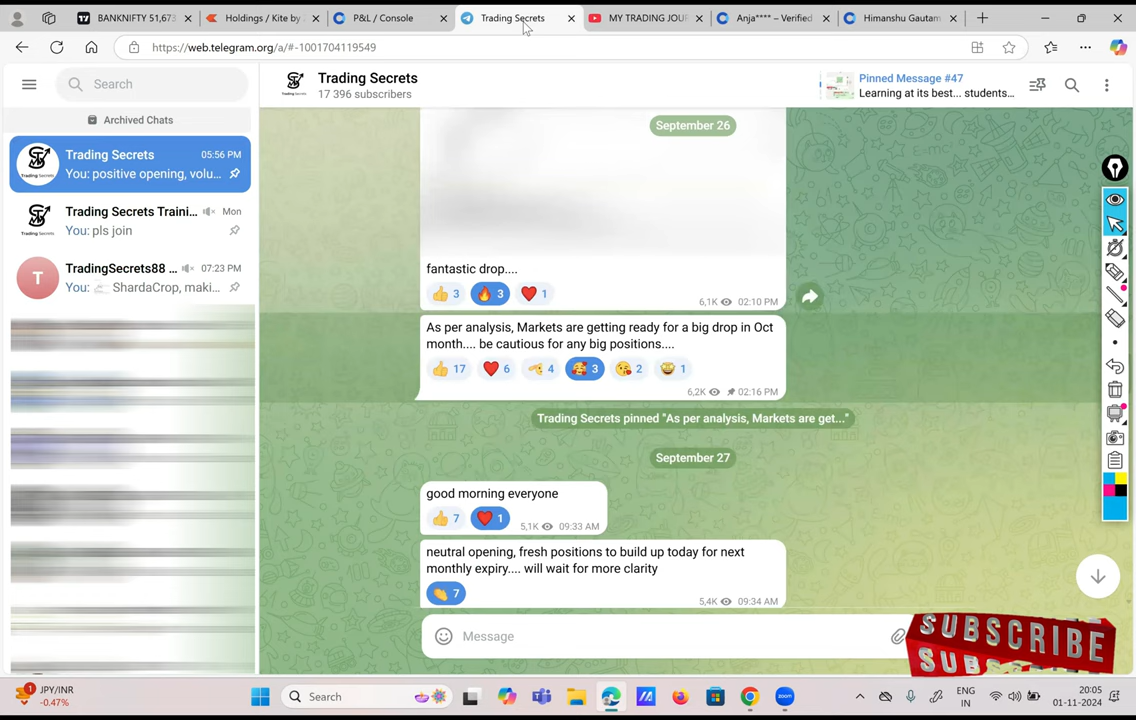 BANKNIFTY 51,673
Holdings / Kite by
P&L / Console
Trading Secrets
MY TRADING JOU
Anja**** – Verified
Himanshu Gautam
https://web.telegram.org/a/#-1001704119549
Search
Archived Chats
Trading Secrets
05:56 PM
You: positive opening, volu...
Trading Secrets Traini...
Mon
You: pls join
TradingSecrets88 ...
07:23 PM
You: ShardaCrop, maki...
Trading Secrets
17 396 subscribers
Pinned Message #47
Learning at its best... students...
September 26
fantastic drop....
👍 3 🔥 3 ❤️ 1
6,1K 02:10 PM
As per analysis, Markets are getting ready for a big drop in Oct
month.... be cautious for any big positions....
17 6 4 3 2 1
6,2K 02:16 PM
Trading Secrets pinned "As per analysis, Markets are get..."
September 27
good morning everyone
7 1
5,1K 09:33 AM
neutral opening, fresh positions to build up today for next
monthly expiry.... will wait for more clarity
7
5,4K 09:34 AM
Message
SUBSCRIBE
JPY/INR
-0.47%
1
Search
ENG
IN
20:05
01-11-2024